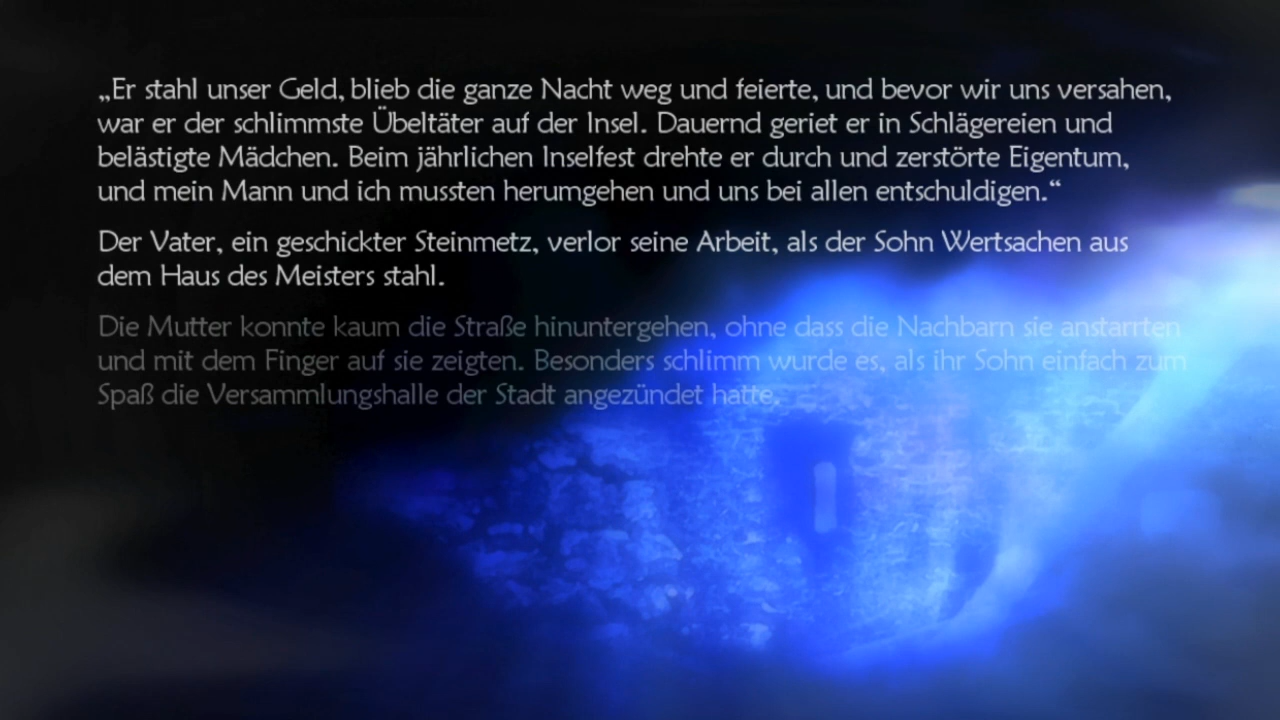 „Er stahl unser Geld, blieb die ganze Nacht weg und feierte, und bevor wir uns versahen,
war er der schlimmste Übeltäter auf der Insel. Dauernd geriet er in Schlägereien und
belästigte Mädchen. Beim jährlichen Inselfest drehte er durch und zerstörte Eigentum,
und mein Mann und ich mussten herumgehen und uns bei allen entschuldigen.“
Der Vater, ein geschickter Steinmetz, verlor seine Arbeit, als der Sohn Wertsachen aus
dem Haus des Meisters stahl.
Die Mutter konnte kaum die Straße hinuntergehen, ohne dass die Nachbarn sie anstarrten
und mit dem Finger auf sie zeigten. Besonders schlimm wurde es, als ihr Sohn einfach zum
Spaß die Versammlungshalle der Stadt angezündet hatte.